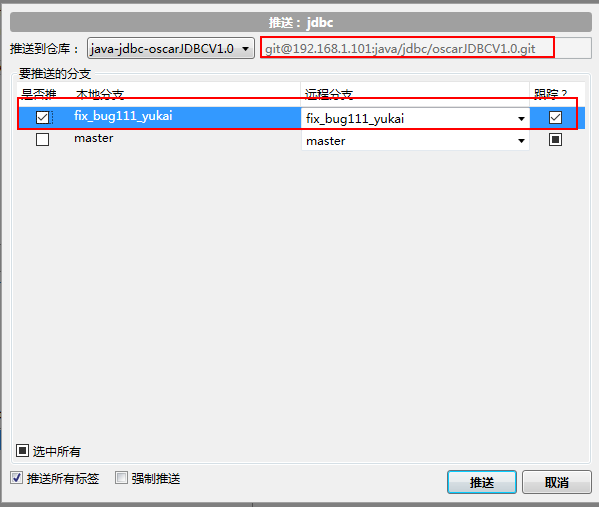 推送 : jdbc
推送到仓库： java-jdbc-oscarJDBCV1.0 git@192.168.1.101:java/jdbc/oscarJDBCV1.0.git
要推送的分支
是否推 本地分支 远程分支 跟踪？
fix_bug111_yukai fix_bug111_yukai
master master
选中所有
推送所有标签 强制推送 推送 取消